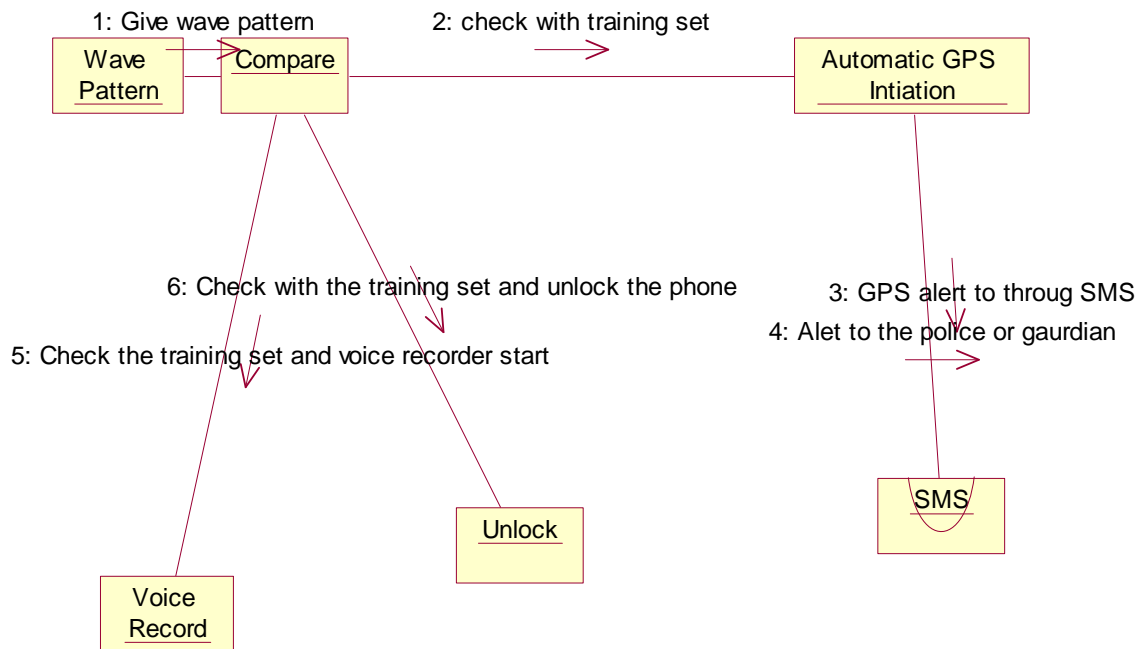 1: Give wave pattern
2: check with training set
Wave
Pattern
Compare
Automatic GPS
Intiation
6: Check with the training set and unlock the phone
3: GPS alert to throug SMS
4: Alet to the police or gaurdian
5: Check the training set and voice recorder start
SMS
Unlock
Voice
Record